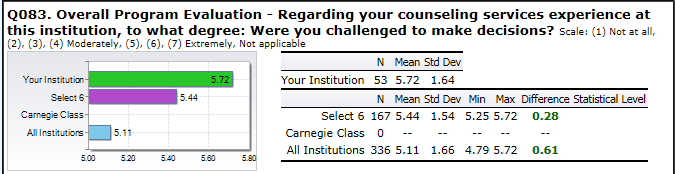 Q083. Overall Program Evaluation - Regarding your counseling services experience at
this institution, to what degree: Were you challenged to make decisions? Scale: (1) Not at all,
(2), (3), (4) Moderately, (5), (6), (7) Extremely, Not applicable
Your Institution 5.72
Select 6 5.44
Carnegie Class
All Institutions 5.11
5.00 5.20 5.40 5.60 5.80
N Mean Std Dev
Your Institution 53 5.72 1.64
N Mean Std Dev Min Max Difference Statistical Level
Select 6 167 5.44 1.54 5.25 5.72 0.28
Carnegie Class 0 -- -- -- -- --
All Institutions 336 5.11 1.66 4.79 5.72 0.61